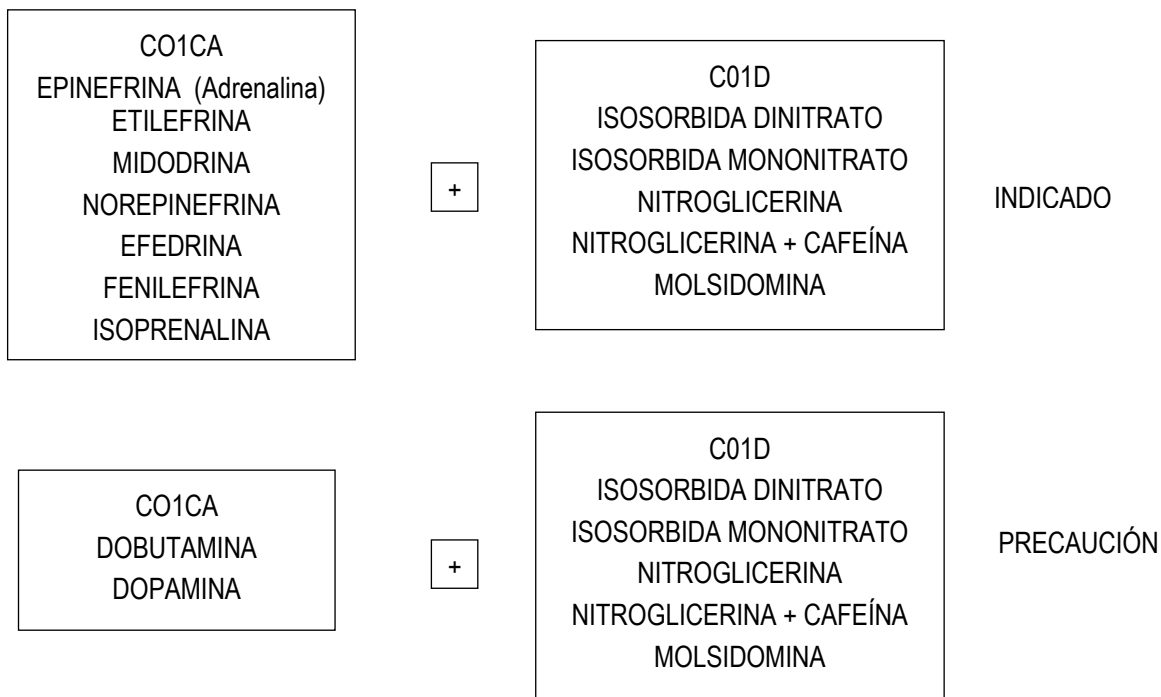 CO1CA
EPINEFRINA (Adrenalina)
ETILEFRINA
MIDODRINA
NOREPINEFRINA
EFEDRINA
FENILEFRINA
ISOPRENALINA
+
C01D
ISOSORBIDA DINITRATO
ISOSORBIDA MONONITRATO
NITROGLICERINA
NITROGLICERINA + CAFEÍNA
MOLSIDOMINA
INDICADO
CO1CA
DOBUTAMINA
DOPAMINA
+
C01D
ISOSORBIDA DINITRATO
ISOSORBIDA MONONITRATO
NITROGLICERINA
NITROGLICERINA + CAFEÍNA
MOLSIDOMINA
PRECAUCIÓN